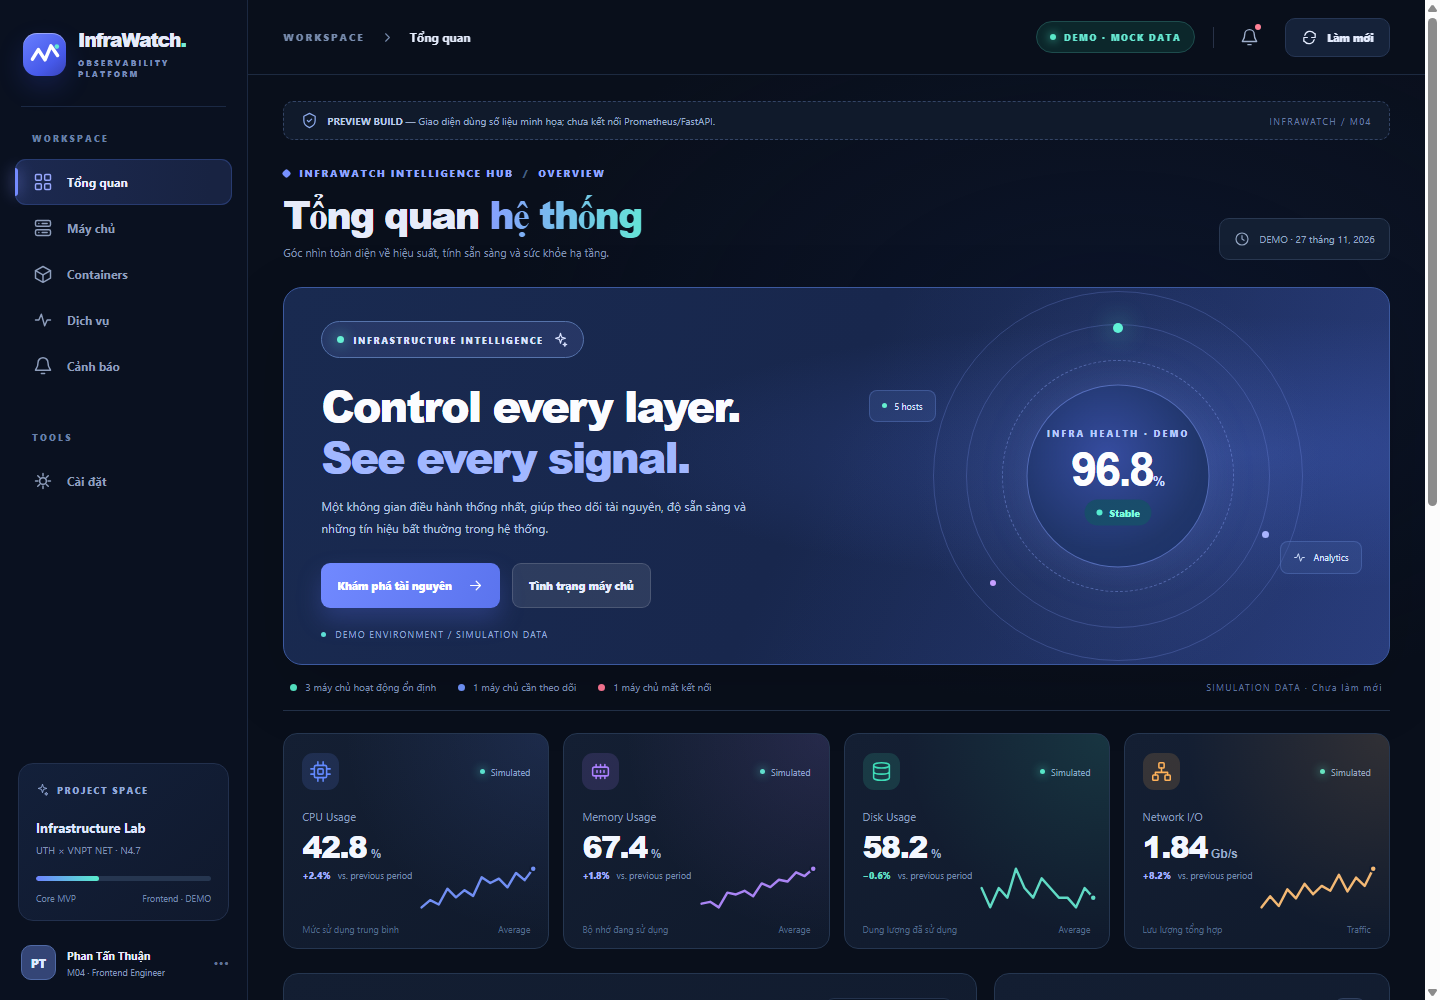 InfraWatch.
OBSERVABILITY
PLATFORM
WORKSPACE
Tổng quan
Máy chủ
Containers
Dịch vụ
Cảnh báo
TOOLS
Cài đặt
PROJECT SPACE
Infrastructure Lab
UTH × VNPT NET · N4.7
Core MVP
Frontend · DEMO
PT
Phan Tấn Thuận
M04 · Frontend Engineer
WORKSPACE
Tổng quan
DEMO · MOCK DATA
Làm mới
PREVIEW BUILD — Giao diện dùng số liệu minh họa; chưa kết nối Prometheus/FastAPI.
INFRAWATCH / M04
INFRAWATCH INTELLIGENCE HUB / OVERVIEW
Tổng quan hệ thống
Góc nhìn toàn diện về hiệu suất, tính sẵn sàng và sức khỏe hạ tầng.
DEMO · 27 tháng 11, 2026
INFRASTRUCTURE INTELLIGENCE
Control every layer.
See every signal.
Một không gian điều hành thống nhất, giúp theo dõi tài nguyên, độ sẵn sàng và
những tín hiệu bất thường trong hệ thống.
Khám phá tài nguyên
Tình trạng máy chủ
DEMO ENVIRONMENT / SIMULATION DATA
5 hosts
INFRA HEALTH · DEMO
96.8%
Stable
Analytics
3 máy chủ hoạt động ổn định
1 máy chủ cần theo dõi
1 máy chủ mất kết nối
SIMULATION DATA · Chưa làm mới
Simulated
CPU Usage
42.8 %
+2.4% vs. previous period
Mức sử dụng trung bình
Average
Simulated
Memory Usage
67.4 %
+1.8% vs. previous period
Bộ nhớ đang sử dụng
Average
Simulated
Disk Usage
58.2 %
−0.6% vs. previous period
Dung lượng đã sử dụng
Average
Simulated
Network I/O
1.84 Gb/s
+8.2% vs. previous period
Lưu lượng tổng hợp
Traffic